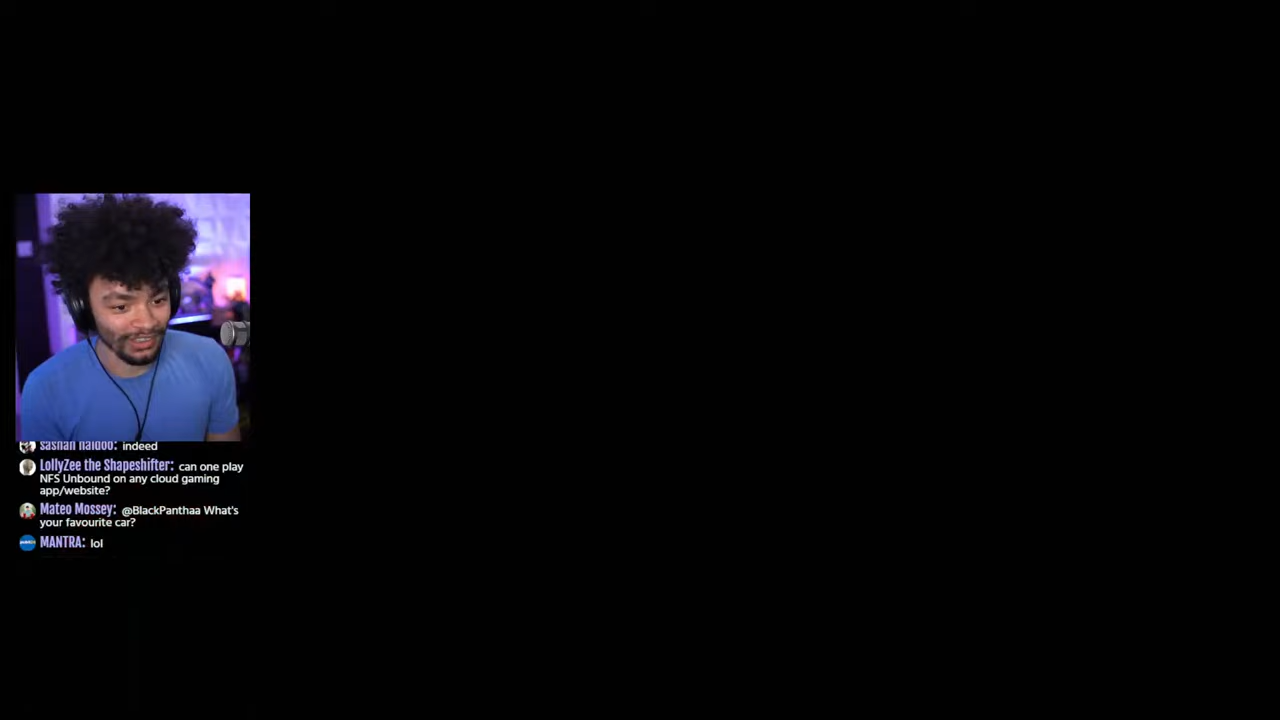 sashan naidoo: indeed
LollyZee the Shapeshifter: can one play
NFS Unbound on any cloud gaming
app/website?
Mateo Mossey: @BlackPanthaa What's
your favourite car?
MANTRA: lol